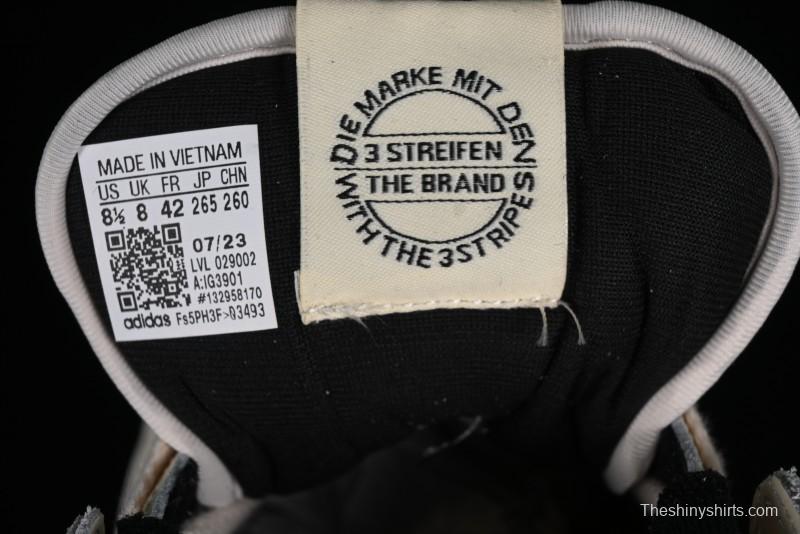 MADE IN VIETNAM
US UK FR JP CHN
8½ 8 42 265 260
07/23
LVL 029002
A:IG3901
#132958170
adidas Fs5PH3F>03493
DIE MARKE MIT DEN
3 STREIFEN
THE BRAND
WITH THE 3 STRIPES
Theshinyshirts.com